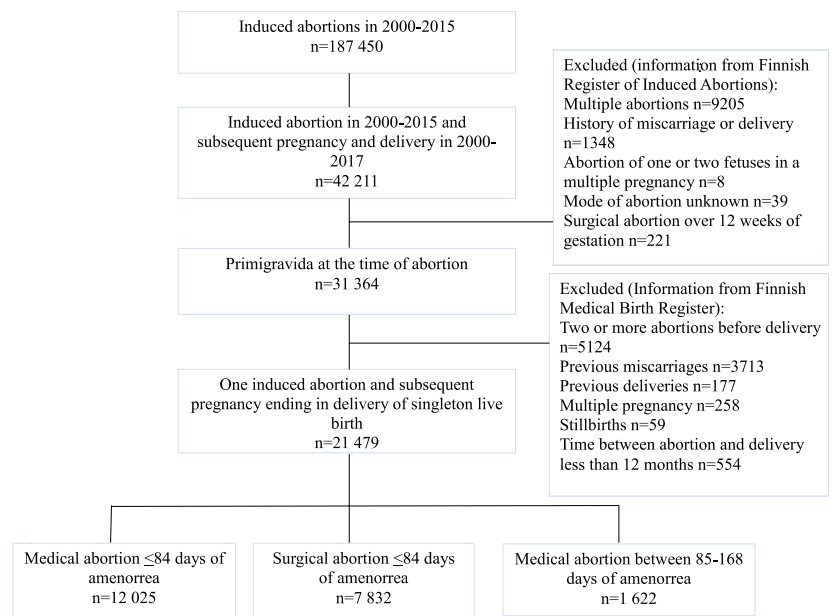 Induced abortions in 2000-2015
n=187 450
Excluded (information from Finnish
Register of Induced Abortions):
Multiple abortions n=9205
History of miscarriage or delivery
n=1348
Abortion of one or two fetuses in a
multiple pregnancy n=8
Mode of abortion unknown n=39
Surgical abortion over 12 weeks of
gestation n=221
Induced abortion in 2000-2015 and
subsequent pregnancy and delivery in 2000-
2017
n=42 211
Primigravida at the time of abortion
n=31 364
Excluded (Information from Finnish
Medical Birth Register):
Two or more abortions before delivery
n=5124
Previous miscarriages n=3713
Previous deliveries n=177
Multiple pregnancy n=258
Stillbirths n=59
Time between abortion and delivery
less than 12 months n=554
One induced abortion and subsequent
pregnancy ending in delivery of singleton live
birth
n=21 479
Medical abortion ≤84 days of
amenorrea
n=12 025
Surgical abortion ≤84 days
of amenorrea
n=7 832
Medical abortion between 85-168
days of amenorrea
n=1 622